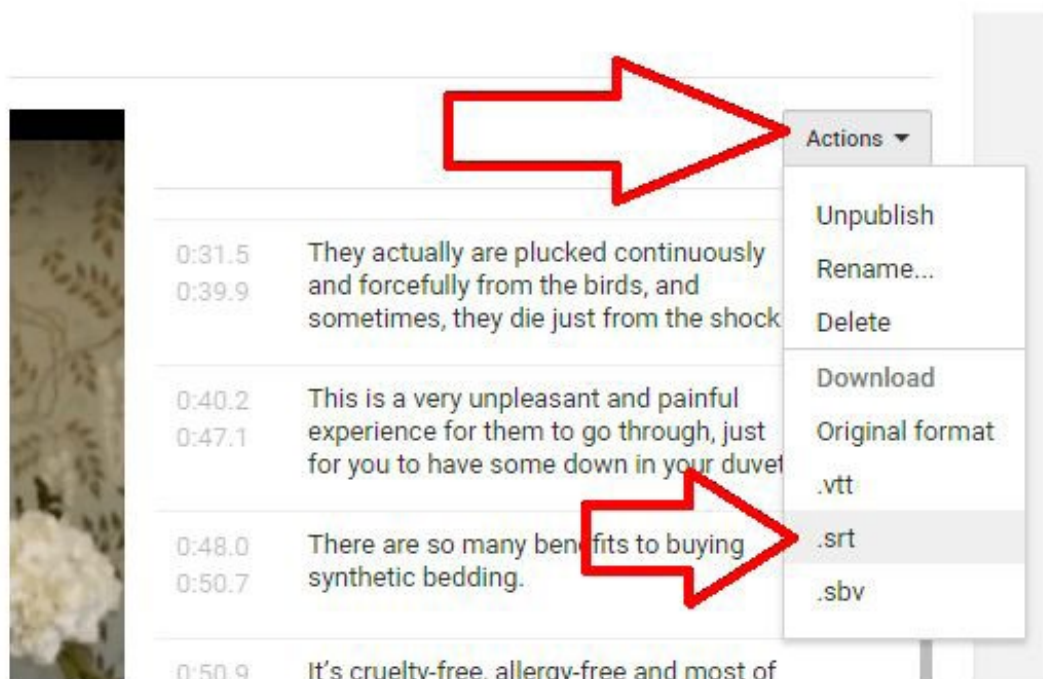 Actions
Unpublish
Rename...
Delete
Download
Original format
.vtt
.srt
.sbv
0:31.5
0:39.9
They actually are plucked continuously
and forcefully from the birds, and
sometimes, they die just from the shock
0:40.2
0:47.1
This is a very unpleasant and painful
experience for them to go through, just
for you to have some down in your duvet
0:48.0
0:50.7
There are so many benefits to buying
synthetic bedding.
0:50.9
It's cruelty-free, allergy-free and most of